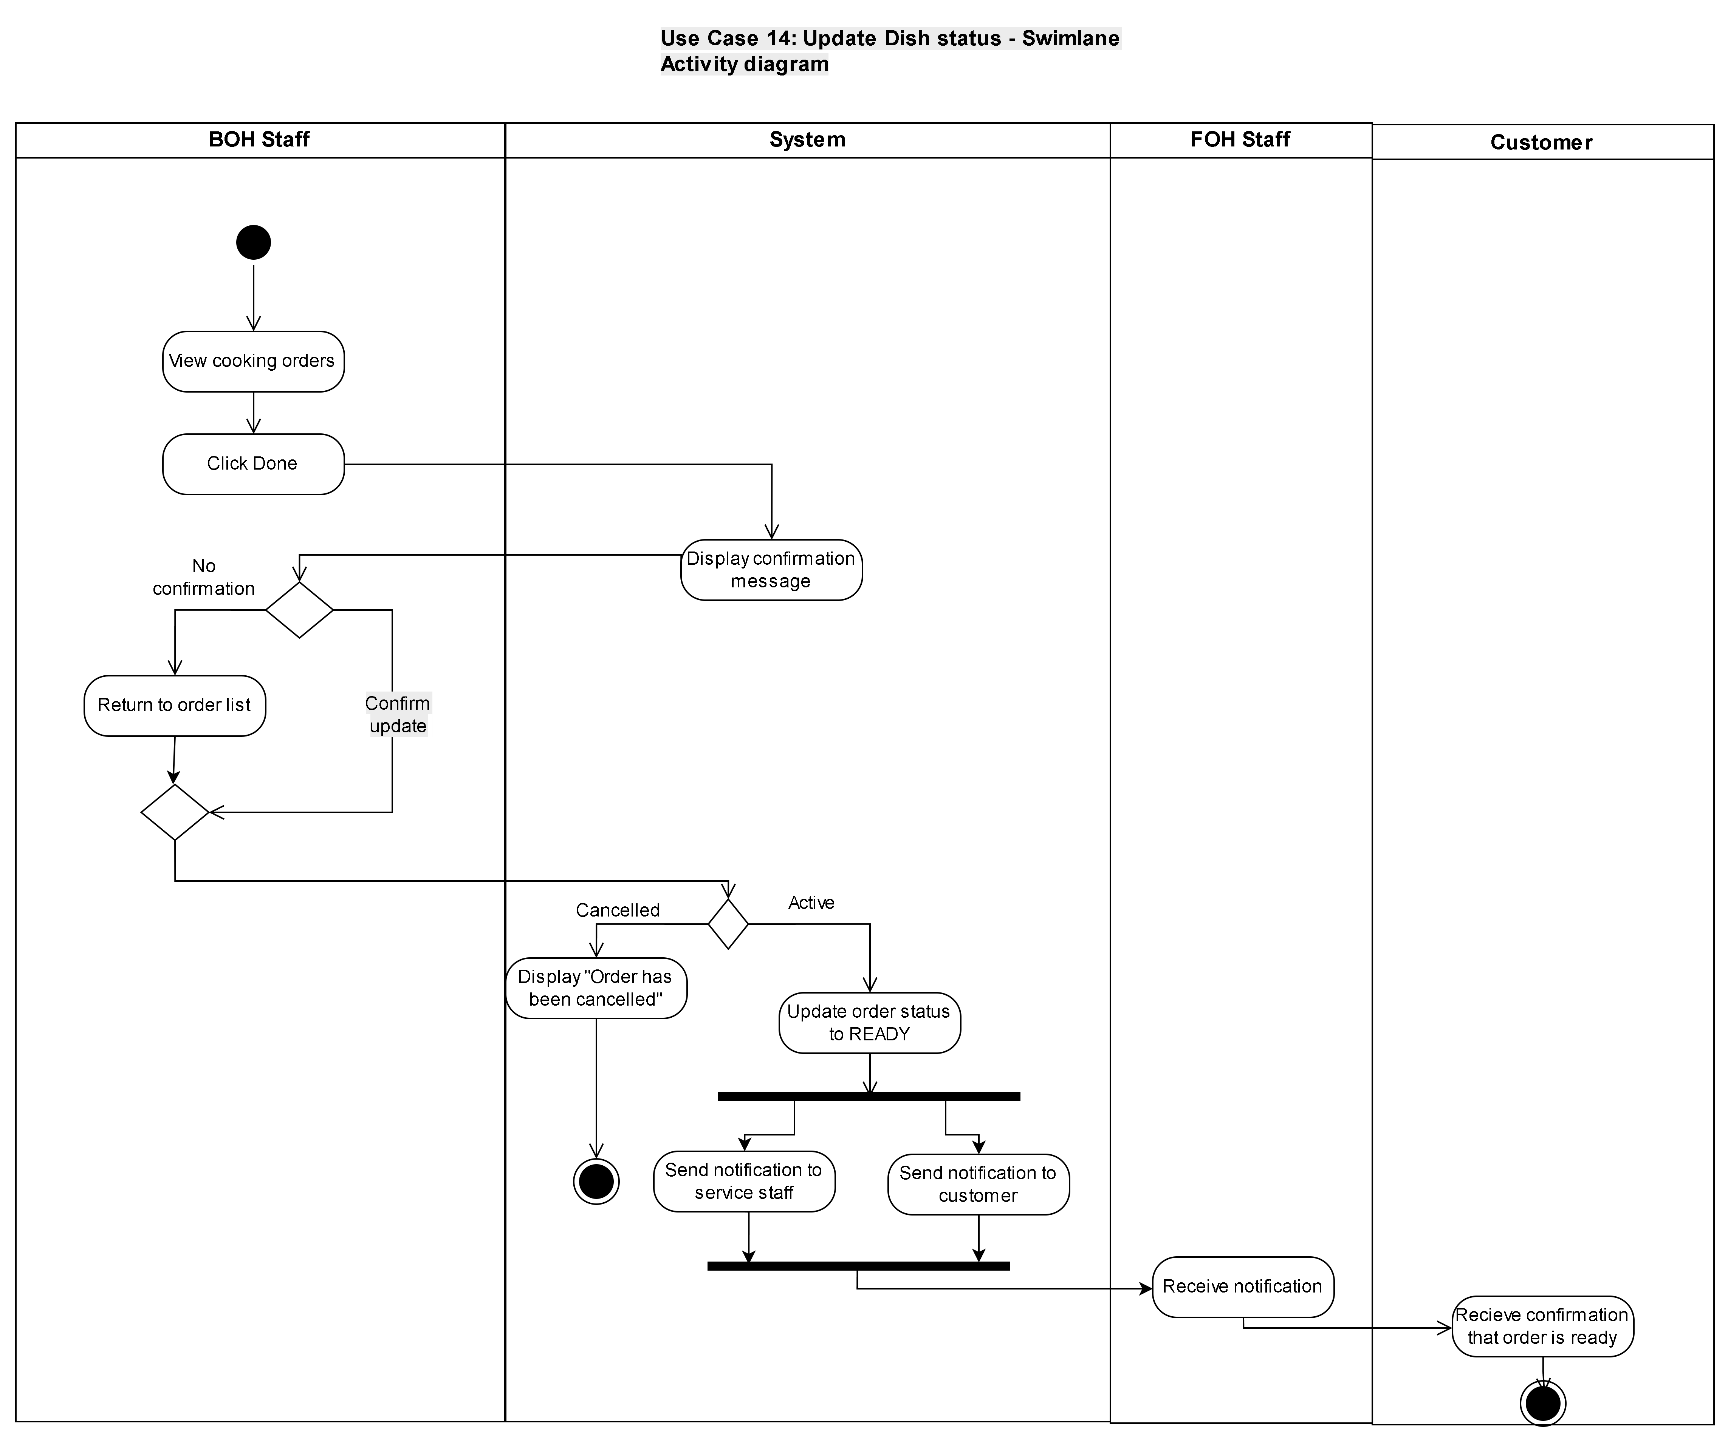 Use Case 14: Update Dish status - Swimlane
Activity diagram
BOH Staff
System
FOH Staff
Customer
View cooking orders
Click Done
Display confirmation
message
No
confirmation
Return to order list
Confirm
update
Cancelled
Active
Display "Order has
been cancelled"
Update order status
to READY
Send notification to
service staff
Send notification to
customer
Receive notification
Recieve confirmation
that order is ready